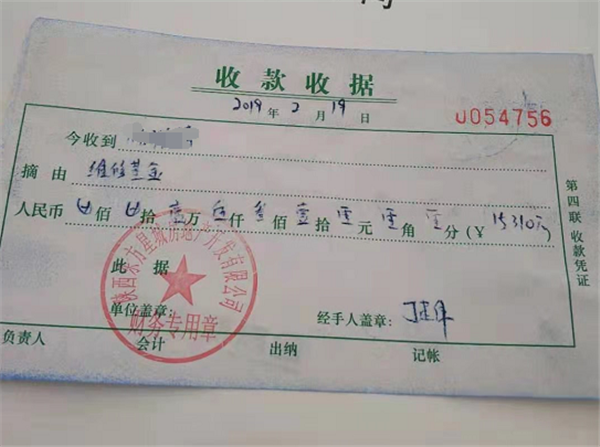 收款收据
2019年2月19日
U054756
今收到
摘由 维修基金
人民币 佰 拾壹万伍仟叁佰壹拾零元零角零分(¥15310元)
第四联 收款凭证
此据
单位盖章: 经手人盖章:
财务专用章
负责人 会计 出纳 记帐